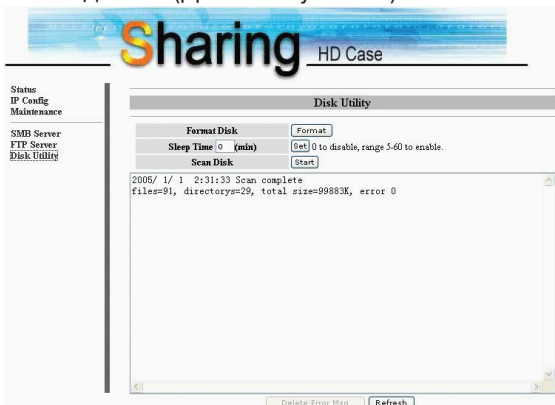 Sharing HD Case
Status
IP Config
Maintenance
SMB Server
FTP Server
Disk Utility
Disk Utility
Format Disk Format
Sleep Time 0 (min) Set 0 to disable, range 5-60 to enable.
Scan Disk Start
2005/ 1/ 1 2:31:33 Scan complete
files=91, directorys=29, total size=99883K, error 0
Delete Error Msg Refresh